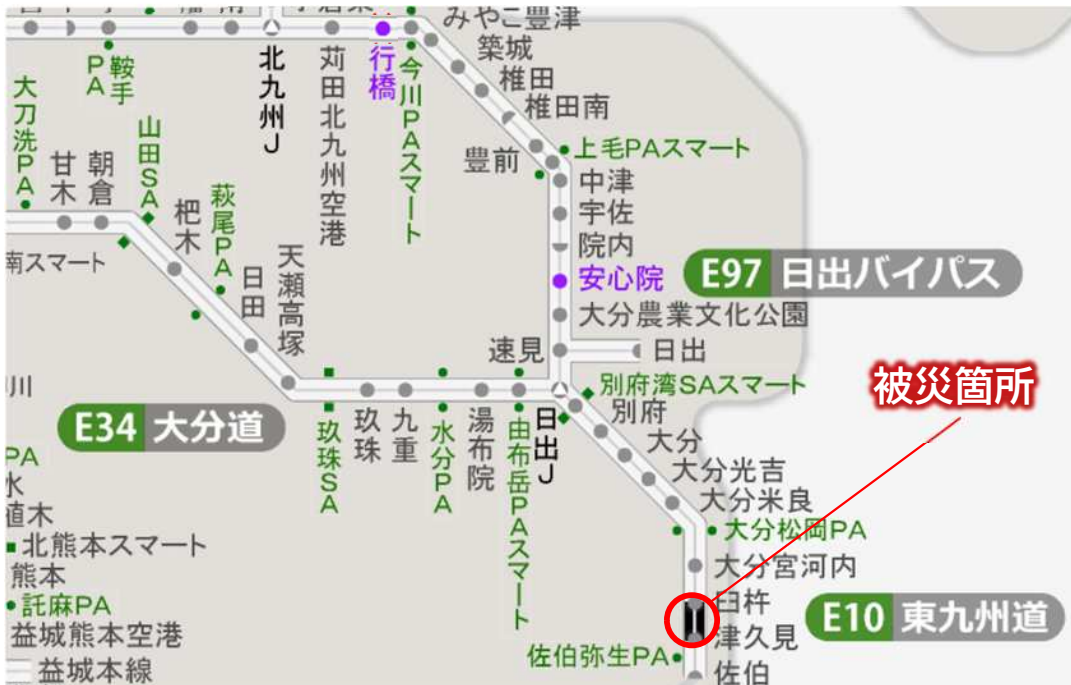 北九州J
苅田北九州空港
行橋
今川PAスマート
みやこ豊津
築城
椎田
椎田南
豊前
上毛PAスマート
中津
宇佐
院内
安心院
大分農業文化公園
速見
日出
E97 日出バイパス
鞍手PA
大刀洗PA
甘木
朝倉
山田SA
杷木
萩尾PA
日田
天瀬高塚
南スマート
E34 大分道
玖珠SA
玖珠
九重
水分PA
湯布院
由布岳PAスマート
日出J
別府湾SAスマート
別府
大分
大分光吉
大分米良
大分松岡PA
大分宮河内
臼杵
津久見
佐伯弥生PA
佐伯
被災箇所
E10 東九州道
川
PA
水
植木
北熊本スマート
熊本
託麻PA
益城熊本空港
益城本線